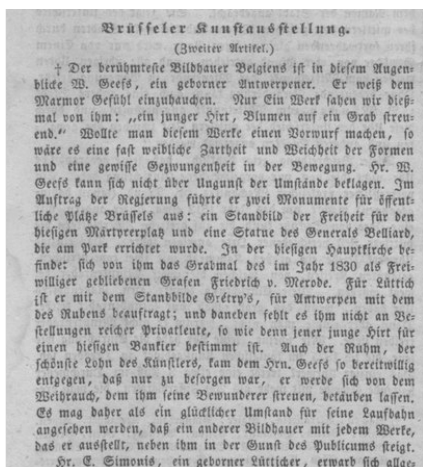 Brüsseler Kunstausstellung.
(Zweiter Artikel.)
† Der berühmteste Bildhauer Belgiens ist in diesem Augen-
blicke W. Geefs, ein geborner Antwerpener. Er weiß dem
Marmor Gefühl einzuhauchen. Nur Ein Werk sahen wir dieß-
mal von ihm: „ein junger Hirt, Blumen auf ein Grab streu-
end.“ Wollte man diesem Werke einen Vorwurf machen, so
wäre es eine fast weibliche Zartheit und Weichheit der Formen
und eine gewisse Gezwungenheit in der Bewegung. Hr. W.
Geefs kann sich nicht über Ungunst der Umstände beklagen. Im
Auftrag der Regierung führte er zwei Monumente für öffent-
liche Plätze Brüssels aus: ein Standbild der Freiheit für den
hiesigen Märtyrerplatz und eine Statue des Generals Belliard,
die am Park errichtet wurde. In der hiesigen Hauptkirche be-
findet sich von ihm das Grabmal des im Jahr 1830 als Frei-
williger gebliebenen Grafen Friedrich v. Merode. Für Lüttich
ist er mit dem Standbilde Gretry's, für Antwerpen mit dem
des Rubens beauftragt; und daneben fehlt es ihm nicht an Be-
stellungen reicher Privatleute, so wie denn jener junge Hirt für
einen hiesigen Bankier bestimmt ist. Auch der Ruhm, der
schönste Lohn des Künstlers, kam dem Hrn. Geefs so bereitwillig
entgegen, daß nur zu besorgen war, er werde sich von dem
Weihrauch, dem ihm seine Bewunderer streuen, betäuben lassen.
Es mag daher als ein glücklicher Umstand für seine Laufbahn
angesehen werden, daß ein anderer Bildhauer mit jedem Werke,
das er ausstellt, neben ihm in der Gunst des Publicums steigt.
Hr. E. Simonis, ein geborner Lütticher, erwarb sich allge-